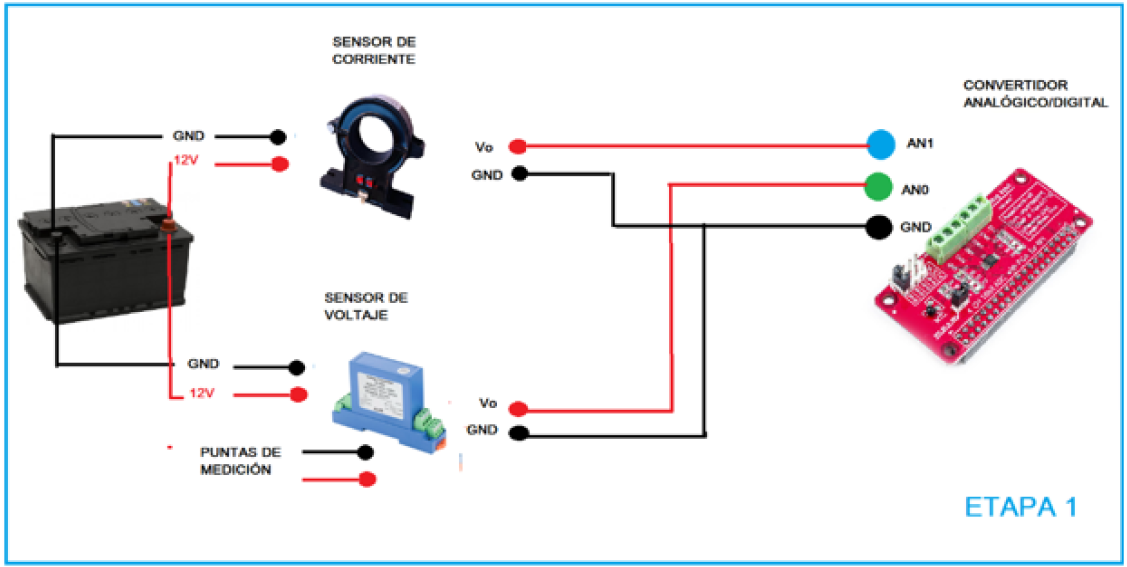 SENSOR DE
CORRIENTE
CONVERTIDOR
ANALÓGICO/DIGITAL
GND
12V
Vo
GND
AN1
AN0
GND
SENSOR DE
VOLTAJE
GND
12V
Vo
GND
PUNTAS DE
MEDICIÓN
ETAPA 1